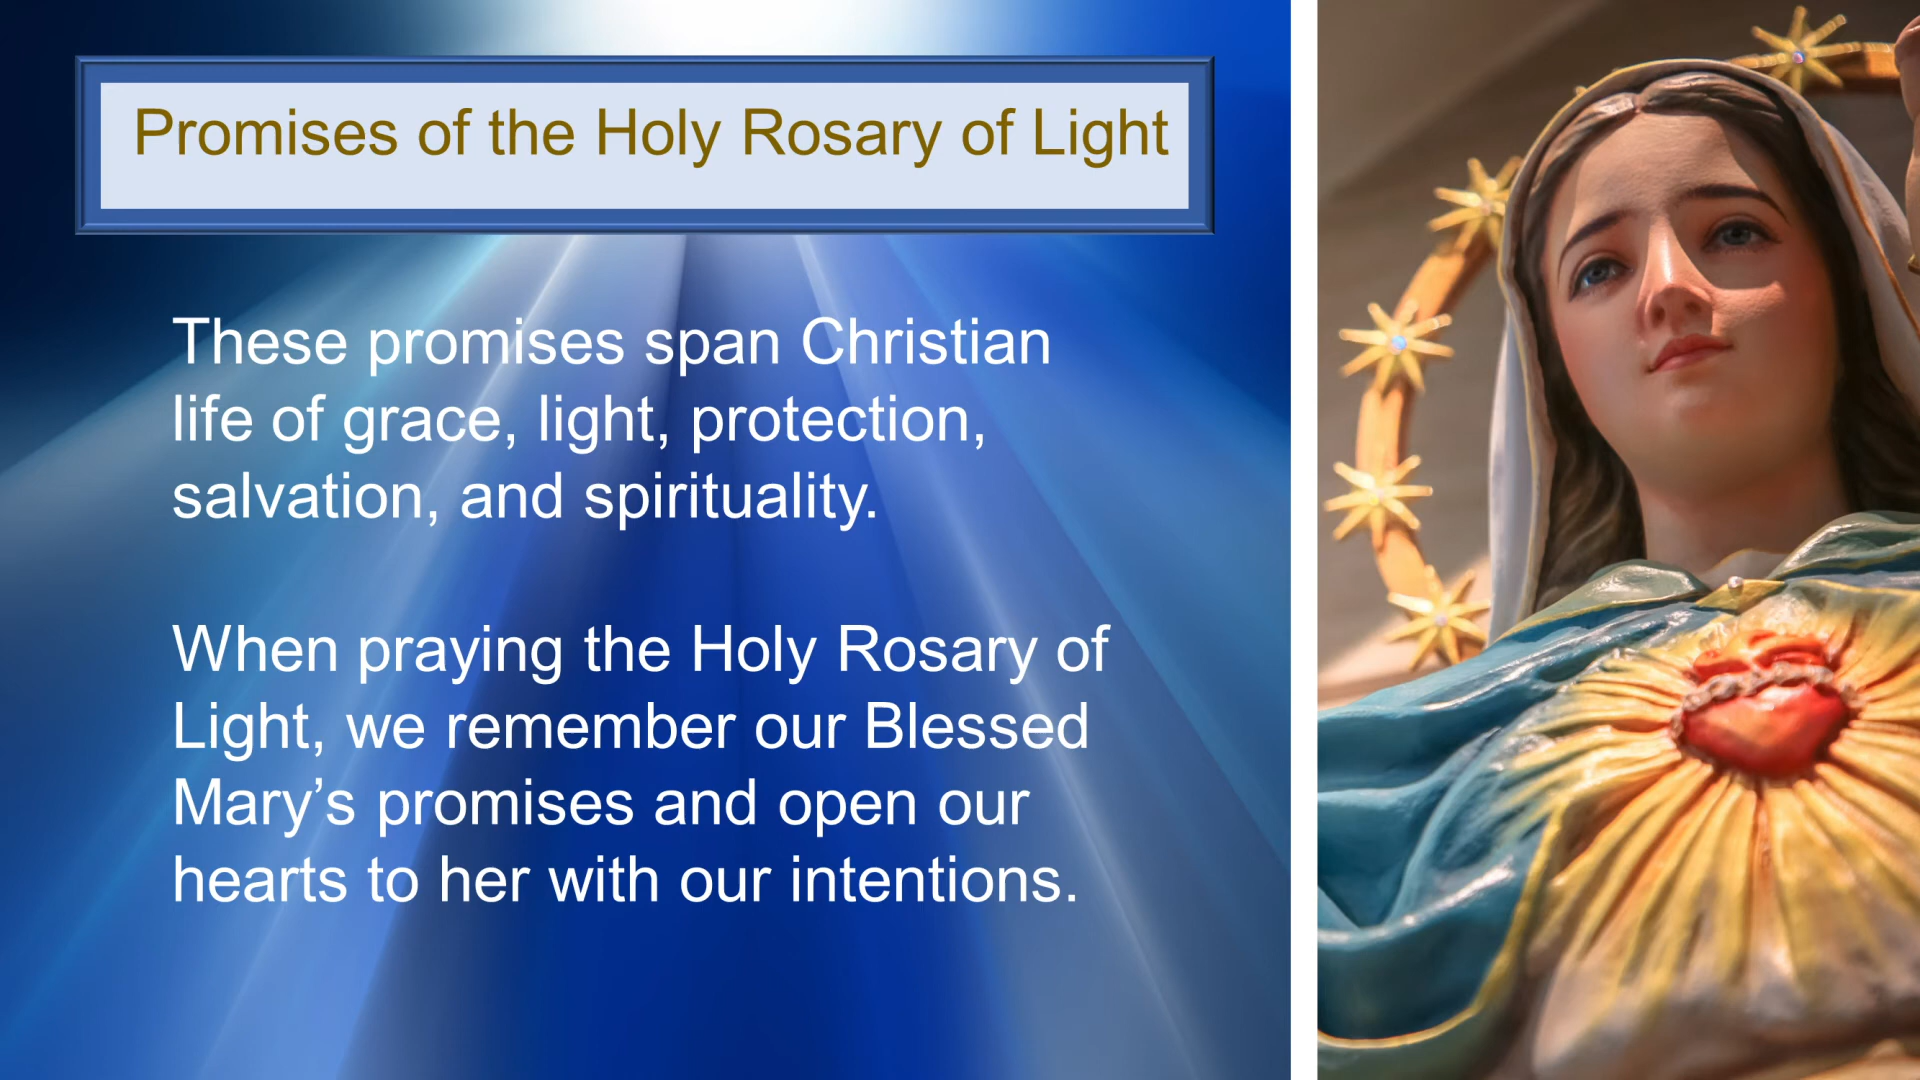 Promises of the Holy Rosary of Light
These promises span Christian
life of grace, light, protection,
salvation, and spirituality.
When praying the Holy Rosary of
Light, we remember our Blessed
Mary’s promises and open our
hearts to her with our intentions.